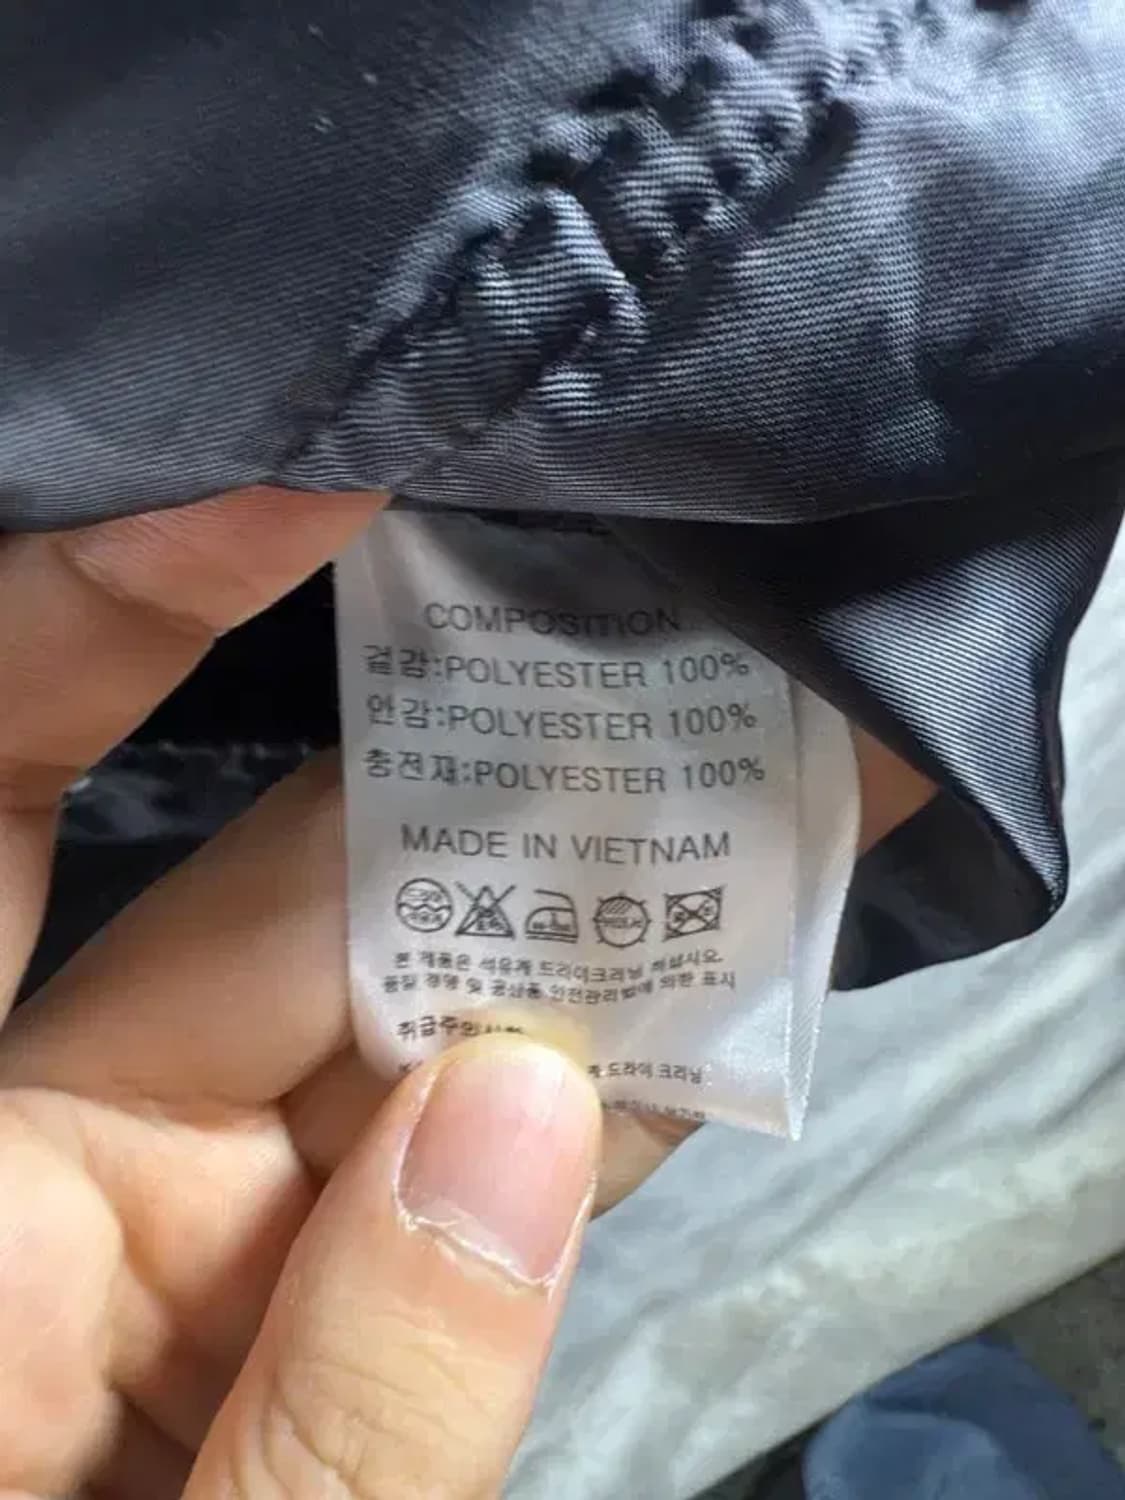 COMPOSITION
겉감:POLYESTER 100%
안감:POLYESTER 100%
충전재:POLYESTER 100%
MADE IN VIETNAM
본 제품은 석유계 드라이크리닝 하십시오.
품질 경영 및 공산품 안전관리법에 의한 표시
취급주의사항
드라이 크리닝